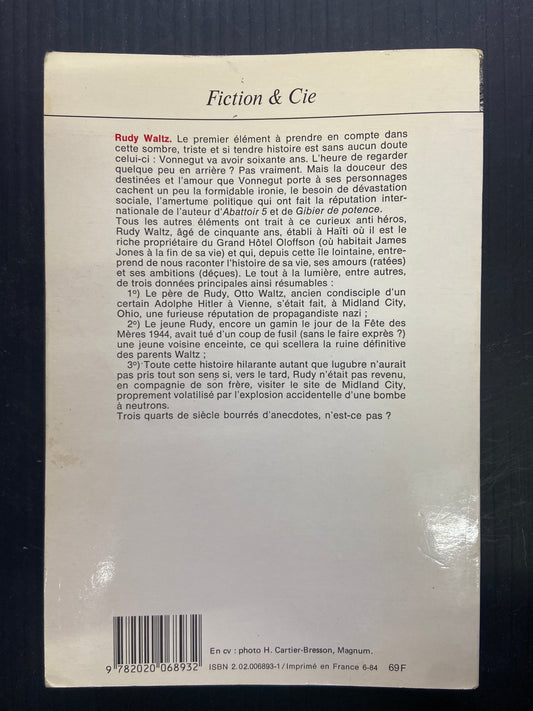 Fiction & Cie
Rudy Waltz. Le premier élément à prendre en compte dans
cette sombre, triste et si tendre histoire est sans aucun doute
celui-ci : Vonnegut va avoir soixante ans. L'heure de regarder
quelque peu en arrière ? Pas vraiment. Mais la douceur des
destinées et l'amour que Vonnegut porte à ses personnages
cachent un peu la formidable ironie, le besoin de dévastation
sociale, l'amertume politique qui ont fait la réputation inter-
nationale de l'auteur d'Abattoir 5 et de Gibier de potence.
Tous les autres éléments ont trait à ce curieux anti héros,
Rudy Waltz, âgé de cinquante ans, établi à Haïti où il est le
riche propriétaire du Grand Hôtel Oloffson (où habitait James
Jones à la fin de sa vie) et qui, depuis cette île lointaine, entre-
prend de nous raconter l'histoire de sa vie, ses amours (ratées)
et ses ambitions (déçues). Le tout à la lumière, entre autres,
de trois données principales ainsi résumables :
1º) Le père de Rudy, Otto Waltz, ancien condisciple d'un
certain Adolphe Hitler à Vienne, s'était fait, à Midland City,
Ohio, une furieuse réputation de propagandiste nazi ;
2º) Le jeune Rudy, encore un gamin le jour de la Fête des
Mères 1944, avait tué d'un coup de fusil (sans le faire exprès ?)
une jeune voisine enceinte, ce qui scellera la ruine définitive
des parents Waltz ;
3º) Toute cette histoire hilarante autant que lugubre n'aurait
pas pris tout son sens si, vers le tard, Rudy n'était pas revenu,
en compagnie de son frère, visiter le site de Midland City,
proprement volatilisé par l'explosion accidentelle d'une bombe
à neutrons.
Trois quarts de siècle bourrés d'anecdotes, n'est-ce pas ?
En cv : photo H. Cartier-Bresson, Magnum.
9 782020 068932
ISBN 2.02.006893-1/Imprimé en France 6-84 69F